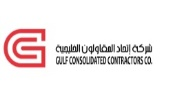 شركة إتحاد المقاولون الخليجية
GULF CONSOLIDATED CONTRACTORS CO.